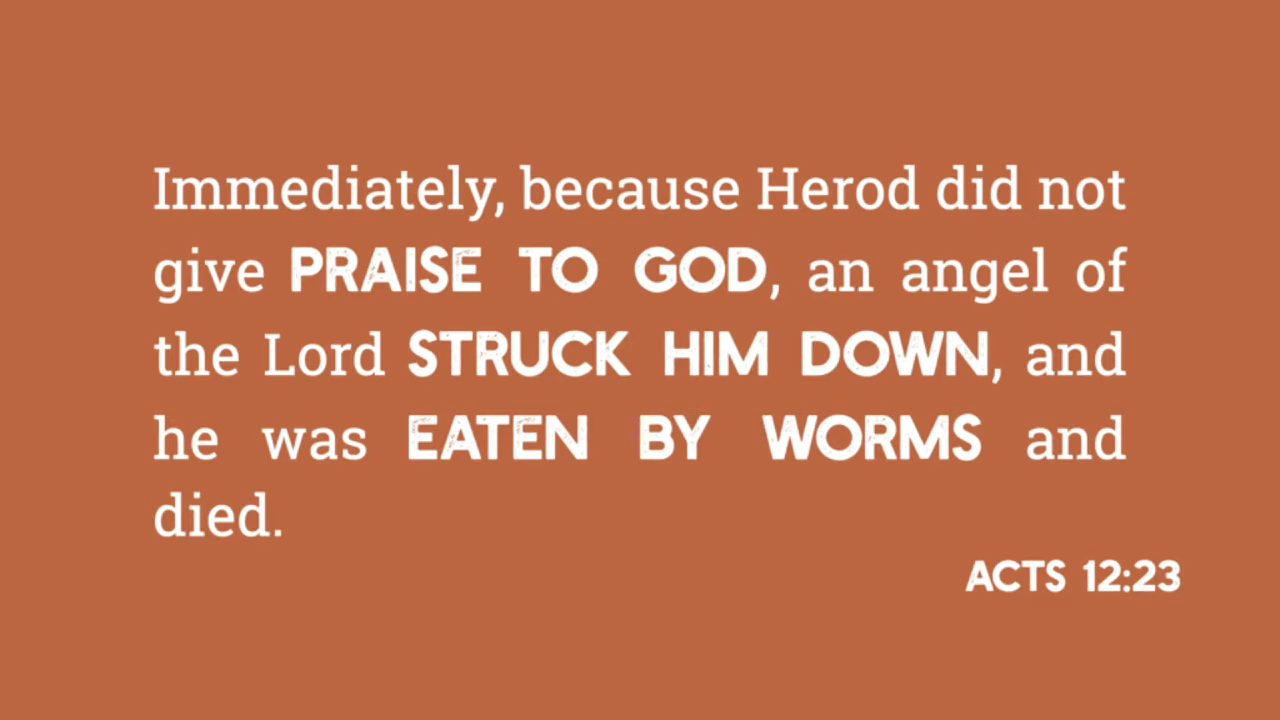 Immediately, because Herod did not
give PRAISE TO GOD, an angel of
the Lord STRUCK HIM DOWN, and
he was EATEN BY WORMS and
died.
ACTS 12:23